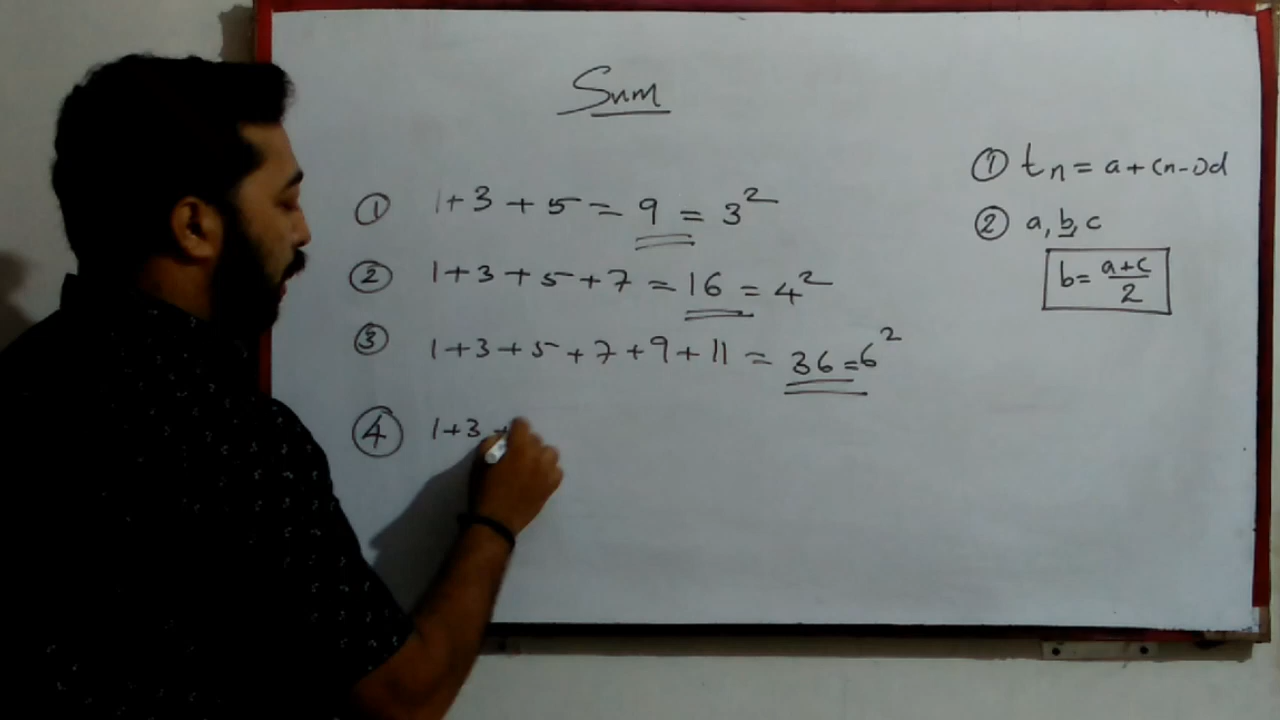 Sum
① 1+3+5=9=3²
② 1+3+5+7=16=4²
③ 1+3+5+7+9+11=36=6²
④ 1+3+
① tn=a+(n-1)d
② a,b,c
b=a+c/2